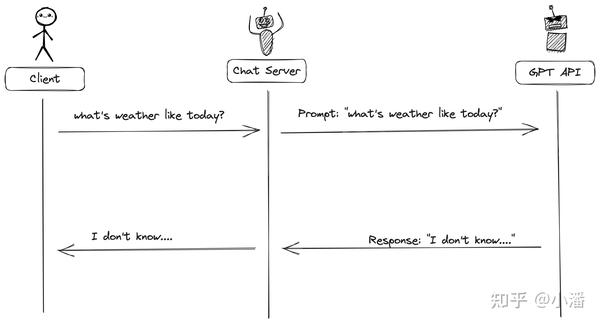 Client
Chat Server
GPT API
what's weather like today?
Prompt: "what's weather like today?"
I don't know....
Response: "I don't know...."
知乎 @小潘